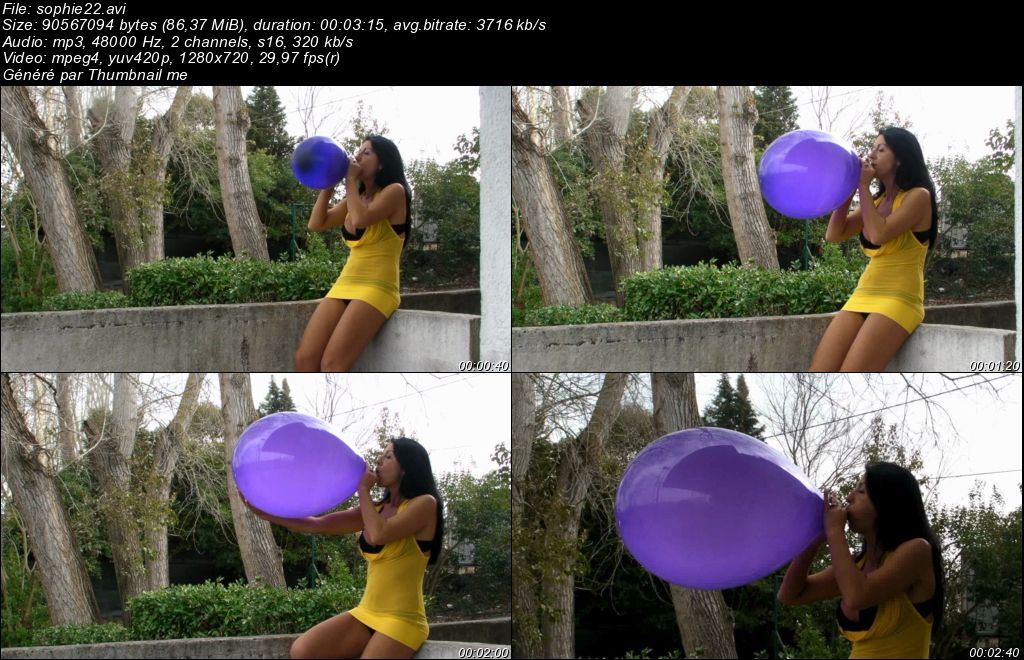 File: sophie22.avi
Size: 90567094 bytes (86,37 MiB), duration: 00:03:15, avg.bitrate: 3716 kb/s
Audio: mp3, 48000 Hz, 2 channels, s16, 320 kb/s
Video: mpeg4, yuv420p, 1280x720, 29,97 fps(r)
Généré par Thumbnail me
00:00:40
00:01:20
00:02:00
00:02:40